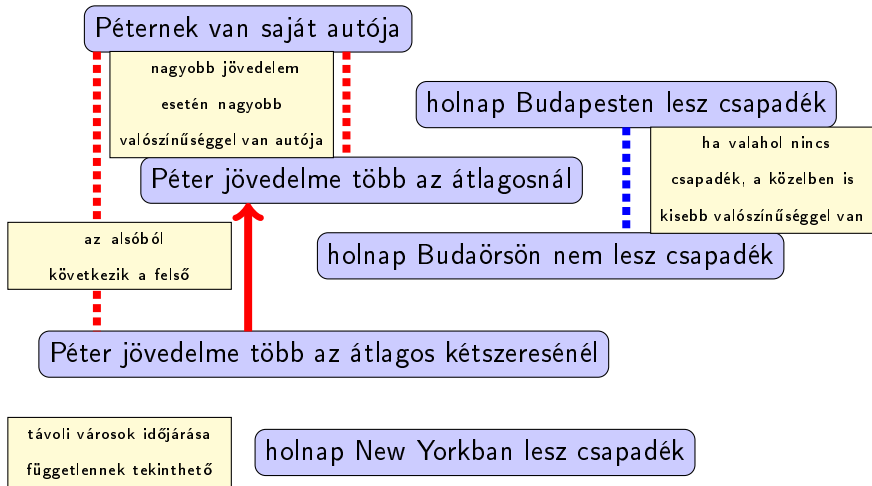 Péternek van saját autója
nagyobb jövedelem
esetén nagyobb
valószínűséggel van autója
holnap Budapesten lesz csapadék
ha valahol nincs
csapadék, a közelben is
kisebb valószínűséggel van
Péter jövedelme több az átlagosnál
az alsóból
következik a felső
holnap Budaörsön nem lesz csapadék
Péter jövedelme több az átlagos kétszeresénél
távoli városok időjárása
függetlennek tekinthető
holnap New Yorkban lesz csapadék